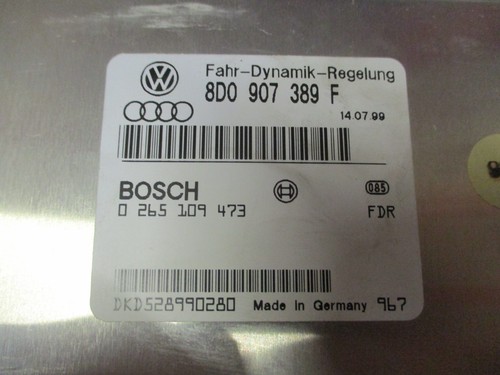 Fahr-Dynamik-Regelung
8D0 907 389 F
14.07.99
BOSCH
085
0 265 109 473 FDR
DKD528990280 Made in Germany 967